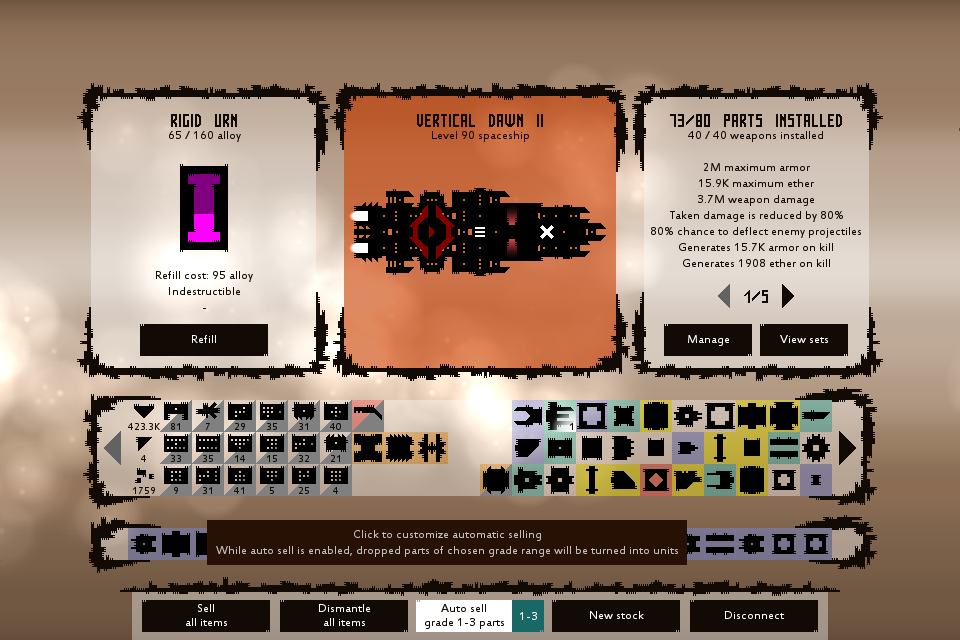 RIGID URN
65 / 160 alloy
Refill cost: 95 alloy
Indestructible
-
Refill
VERTICAL DAWN II
Level 90 spaceship
73/80 PARTS INSTALLED
40 / 40 weapons installed
2M maximum armor
15.9K maximum ether
3.7M weapon damage
Taken damage is reduced by 80%
80% chance to deflect enemy projectiles
Generates 15.7K armor on kill
Generates 1908 ether on kill
1/5
Manage
View sets
423.3K 81 7 29 35 31 40 1
4 33 35 14 15 32 21
1759 9 31 41 5 25 4
Click to customize automatic selling
While auto sell is enabled, dropped parts of chosen grade range will be turned into units
Sell
all items
Dismantle
all items
Auto sell
grade 1-3 parts
1-3
New stock
Disconnect